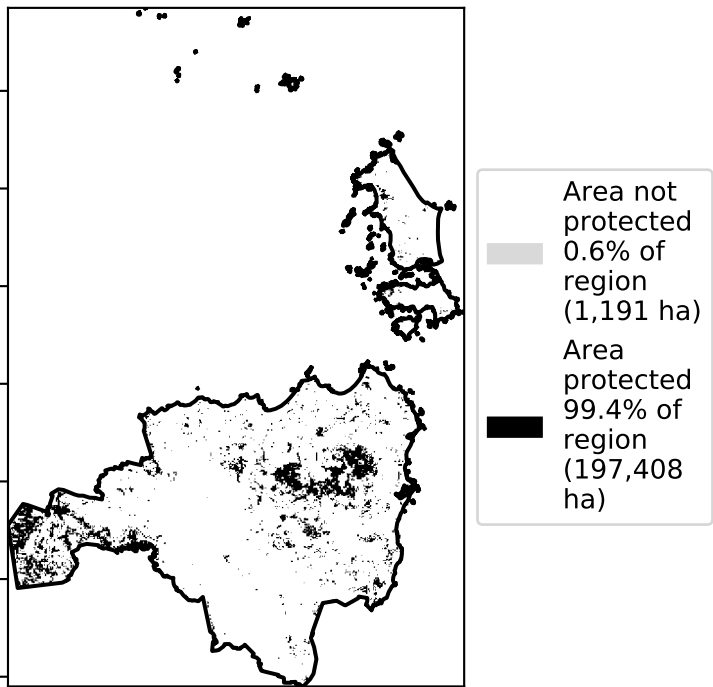 Area not
protected
0.6% of
region
(1,191 ha)
Area
protected
99.4% of
region
(197,408
ha)